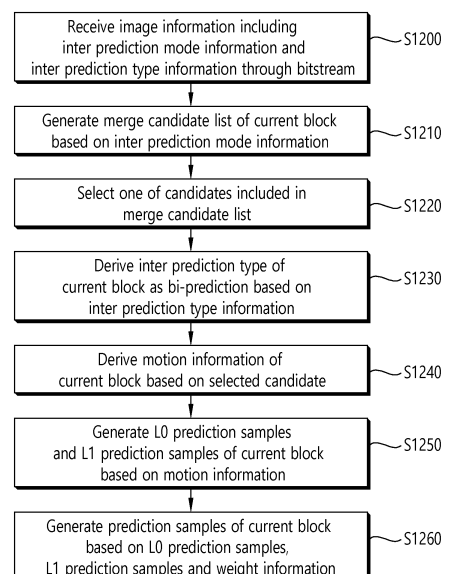 Receive image information including
inter prediction mode information and
inter prediction type information through bitstream
S1200
Generate merge candidate list of current block
based on inter prediction mode information
S1210
Select one of candidates included in
merge candidate list
S1220
Derive inter prediction type of
current block as bi-prediction based on
inter prediction type information
S1230
Derive motion information of
current block based on selected candidate
S1240
Generate L0 prediction samples
and L1 prediction samples of current block
based on motion information
S1250
Generate prediction samples of current block
based on L0 prediction samples,
L1 prediction samples and weight information
S1260